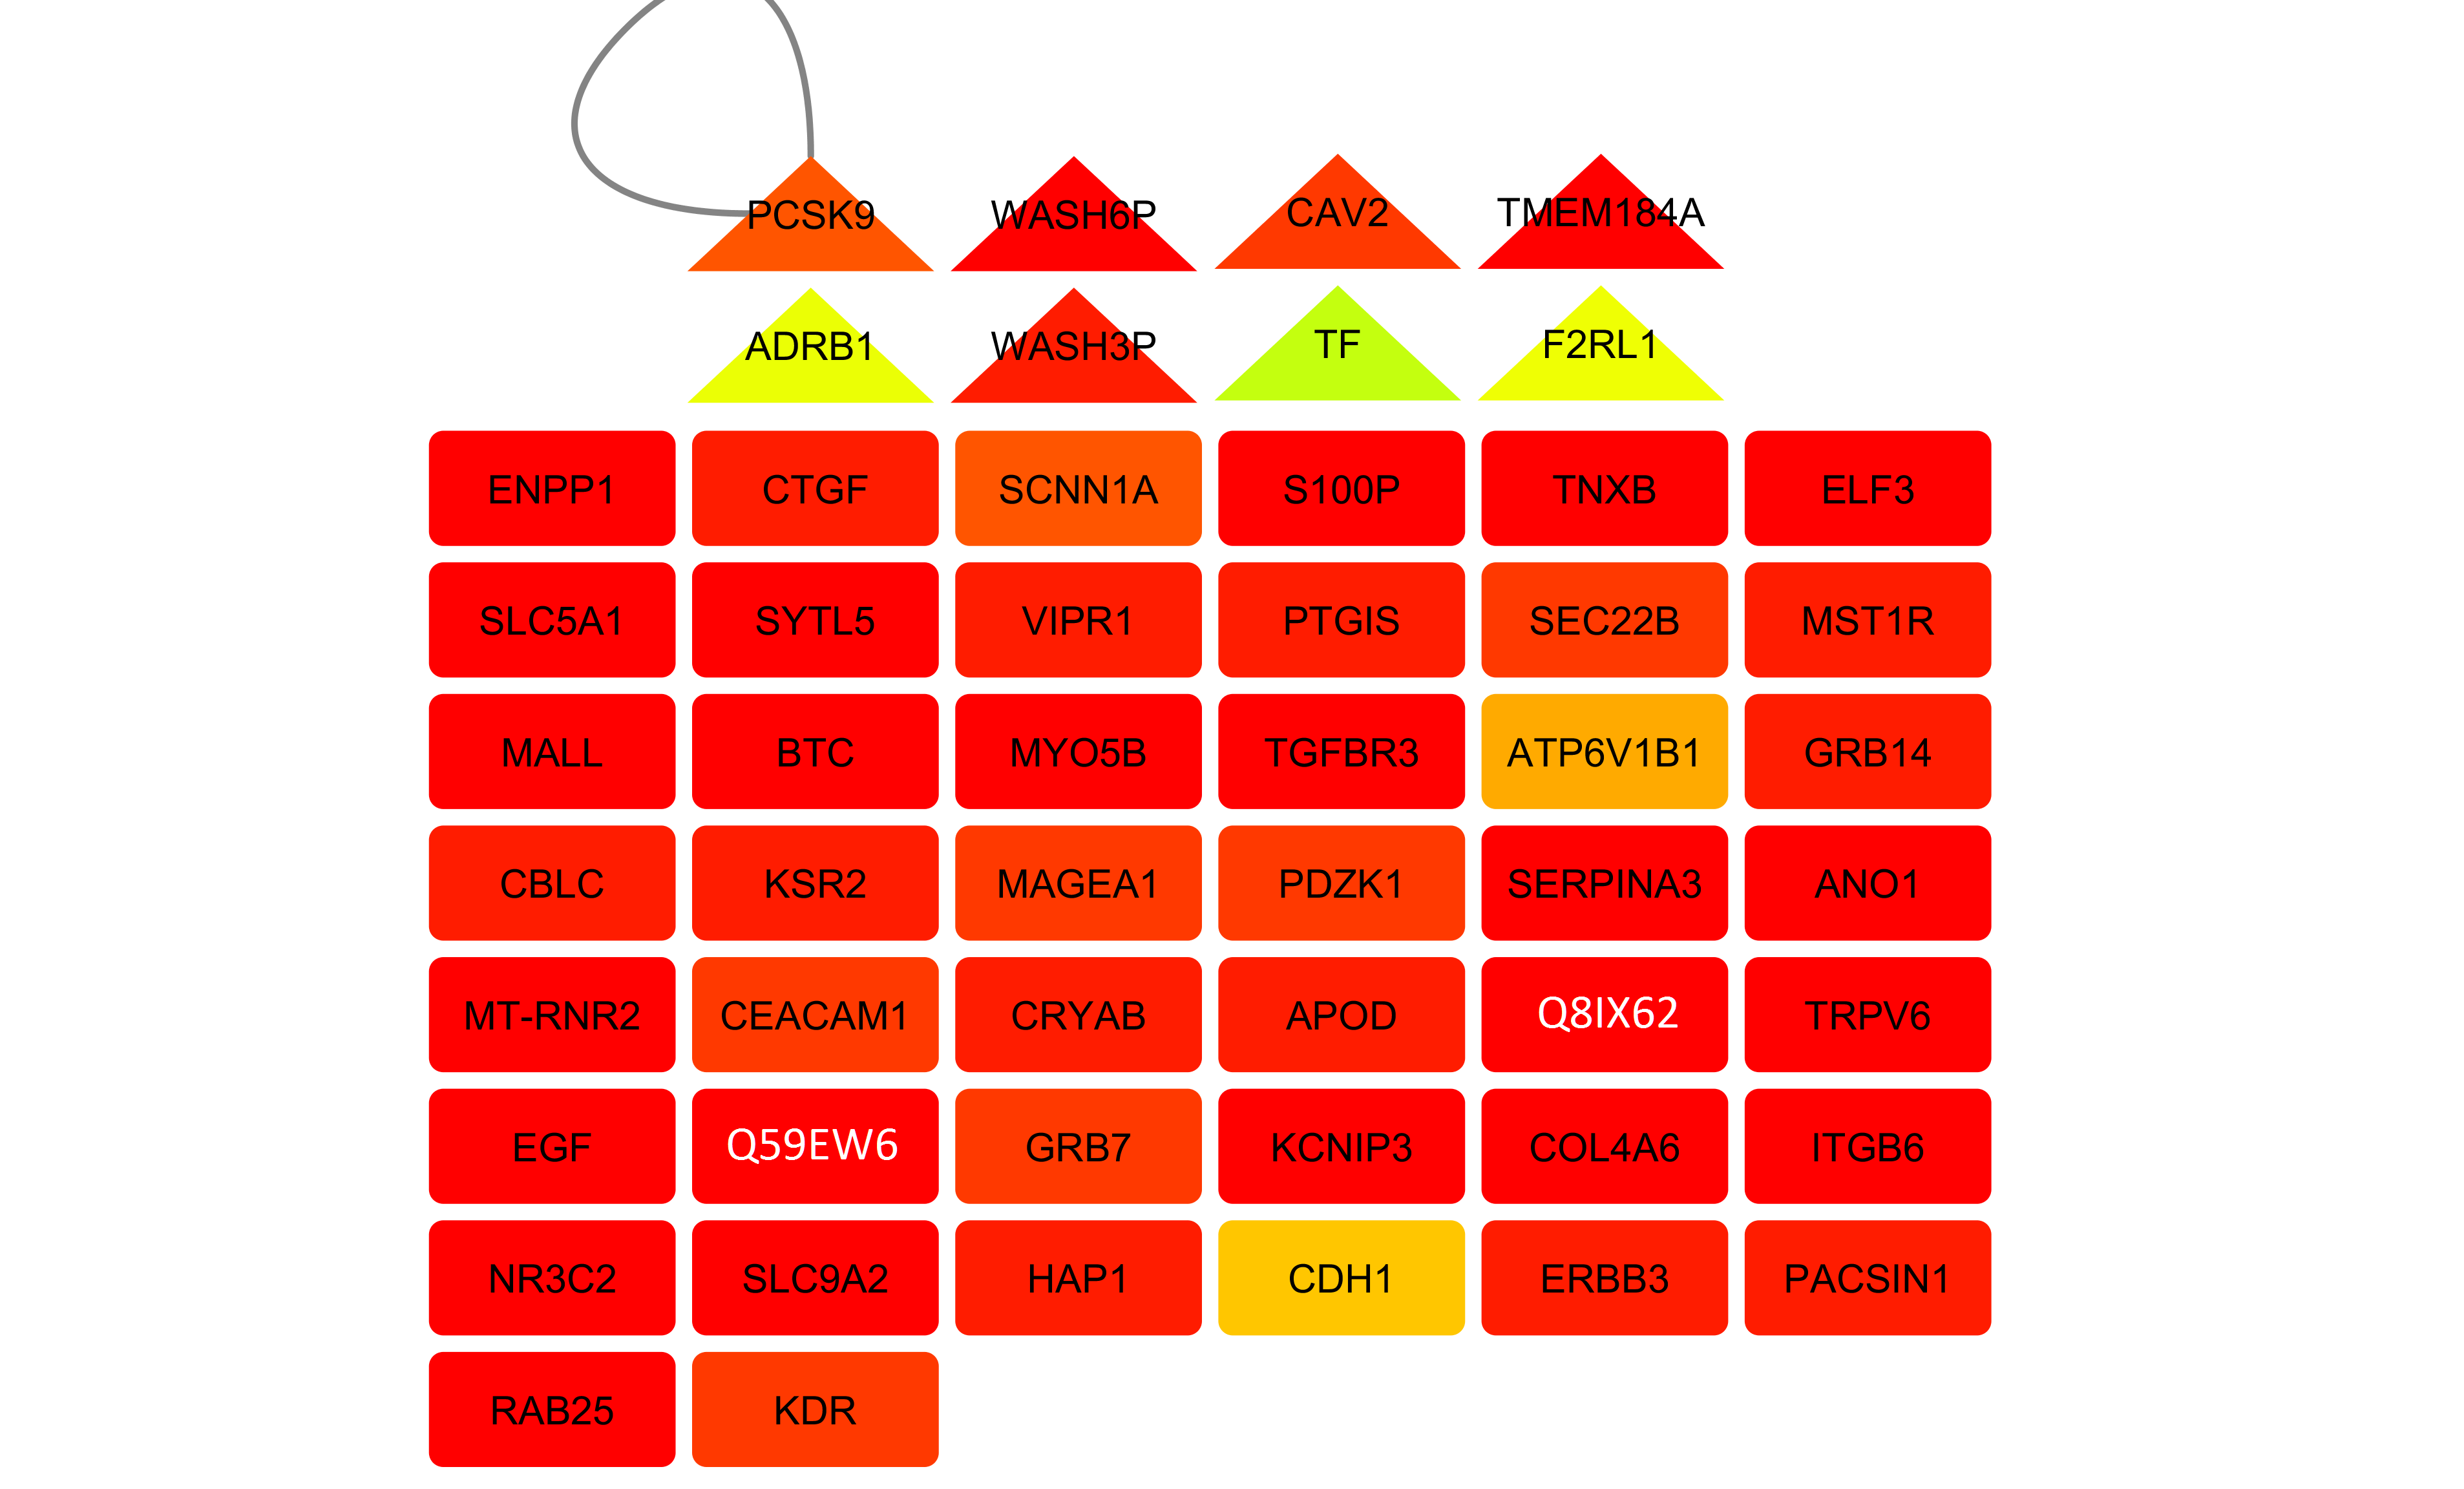 PCSK9 WASH6P CAV2 TMEM184A
ADRB1 WASH3P TF F2RL1
ENPP1 CTGF SCNN1A S100P TNXB ELF3
SLC5A1 SYTL5 VIPR1 PTGIS SEC22B MST1R
MALL BTC MYO5B TGFBR3 ATP6V1B1 GRB14
CBLC KSR2 MAGEA1 PDZK1 SERPINA3 ANO1
MT-RNR2 CEACAM1 CRYAB APOD Q8IX62 TRPV6
EGF Q59EW6 GRB7 KCNIP3 COL4A6 ITGB6
NR3C2 SLC9A2 HAP1 CDH1 ERBB3 PACSIN1
RAB25 KDR